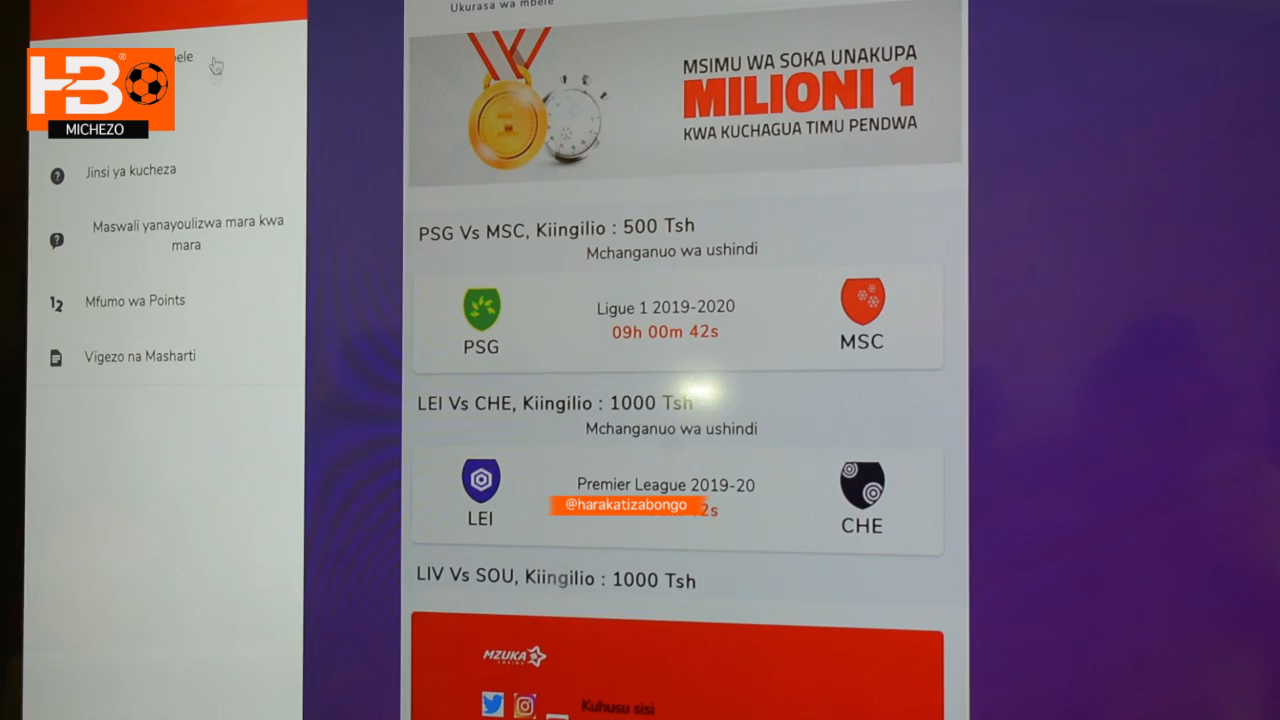 Ukurasa wa mbele
HBO
MICHEZO
Jinsi ya kucheza
Maswali yanayoulizwa mara kwa
mara
12
Mfumo wa Points
Vigezo na Masharti
MSIMU WA SOKA UNAKUPA
MILIONI 1
KWA KUCHAGUA TIMU PENDWA
PSG Vs MSC, Kiingilio : 500 Tsh
Mchanganuo wa ushindi
Ligue 1 2019-2020
09h 00m 42s
PSG
MSC
LEI Vs CHE, Kiingilio : 1000 Tsh
Mchanganuo wa ushindi
Premier League 2019-20
@harakatizabongo
2s
LEI
CHE
LIV Vs SOU, Kiingilio : 1000 Tsh
MZUKA
Kuhusu sisi